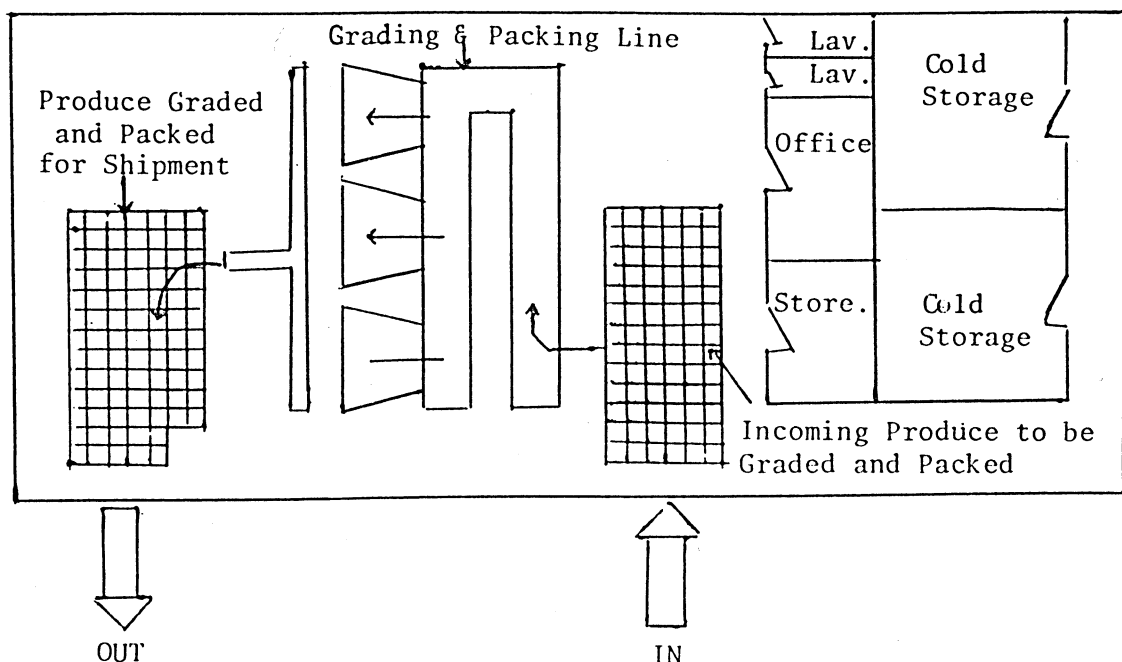 Grading & Packing Line
Produce Graded
and Packed
for Shipment
Lav.
Lav.
Office
Store.
Cold
Storage
Cold
Storage
Incoming Produce to be
Graded and Packed
OUT
IN